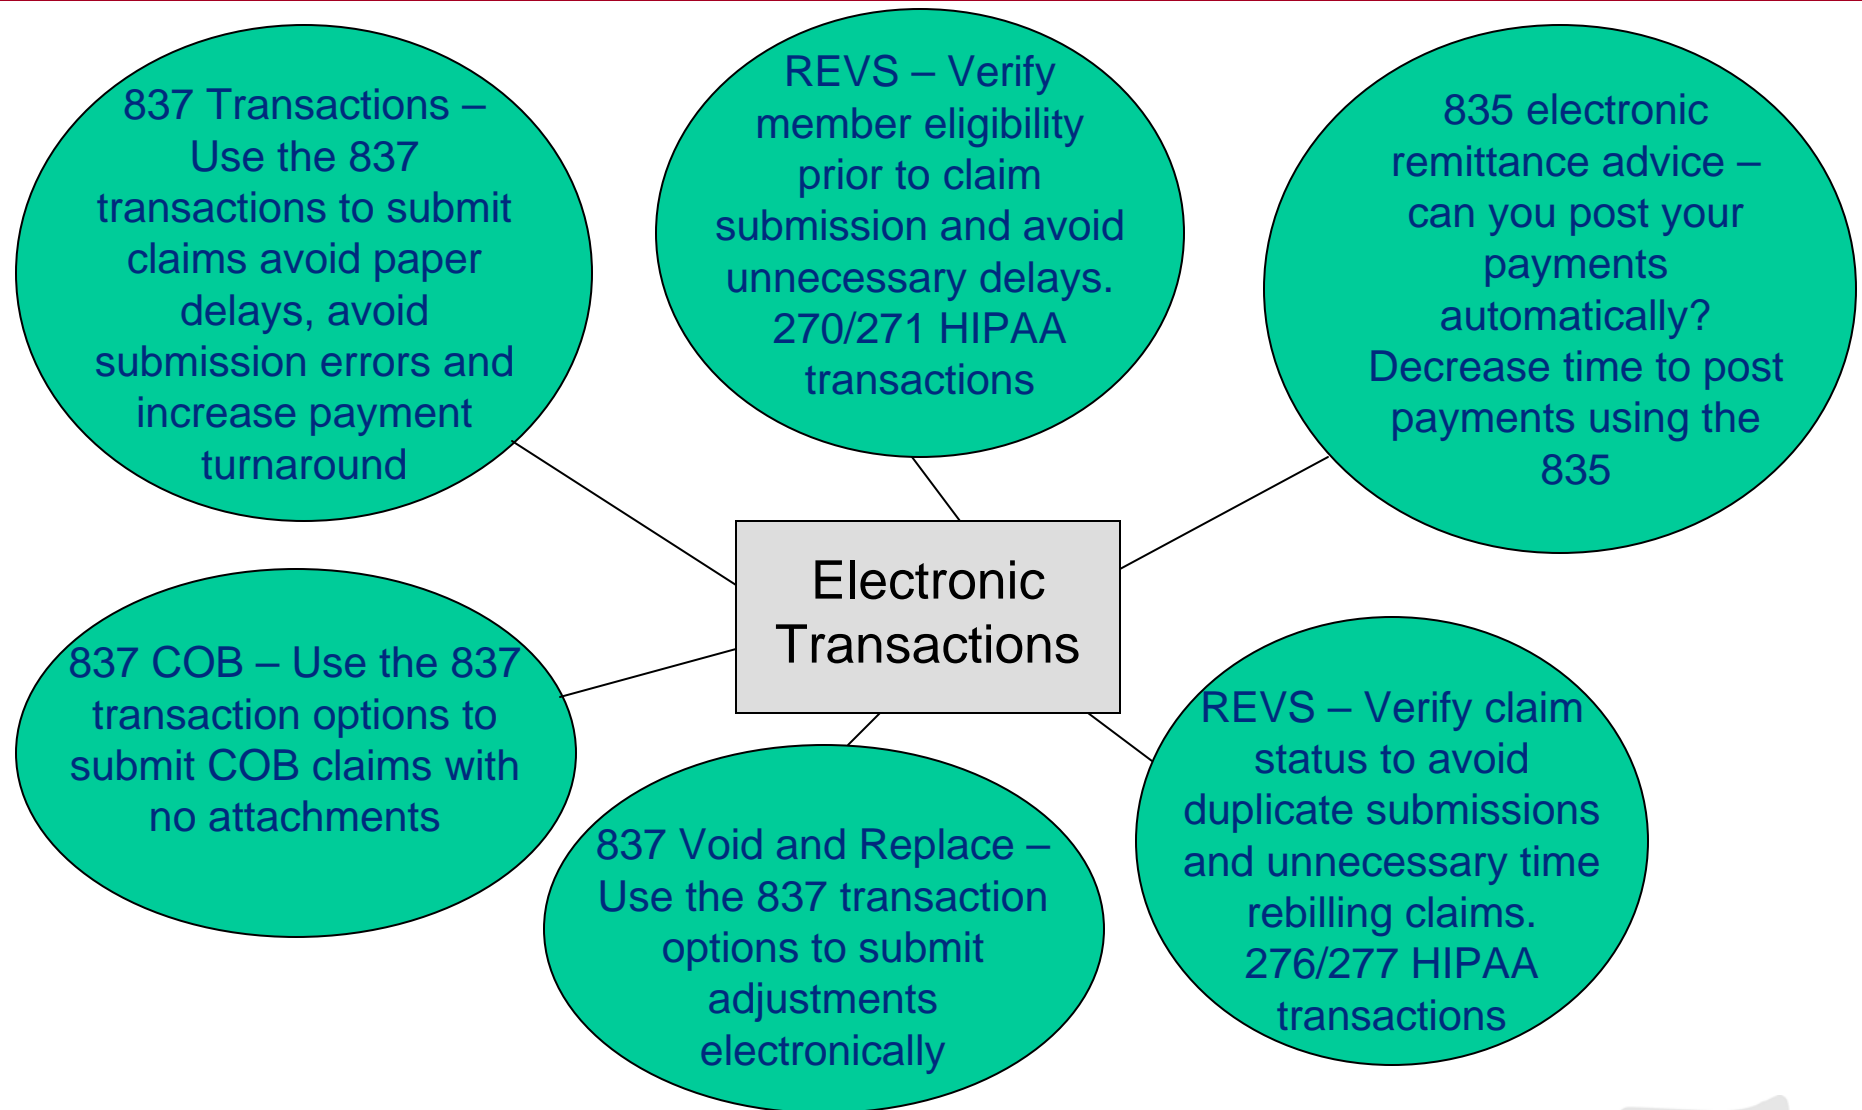 837 Transactions –
Use the 837
transactions to submit
claims avoid paper
delays, avoid
submission errors and
increase payment
turnaround
REVS – Verify
member eligibility
prior to claim
submission and avoid
unnecessary delays.
270/271 HIPAA
transactions
835 electronic
remittance advice –
can you post your
payments
automatically?
Decrease time to post
payments using the
835
Electronic
Transactions
837 COB – Use the 837
transaction options to
submit COB claims with
no attachments
837 Void and Replace –
Use the 837 transaction
options to submit
adjustments
electronically
REVS – Verify claim
status to avoid
duplicate submissions
and unnecessary time
rebilling claims.
276/277 HIPAA
transactions